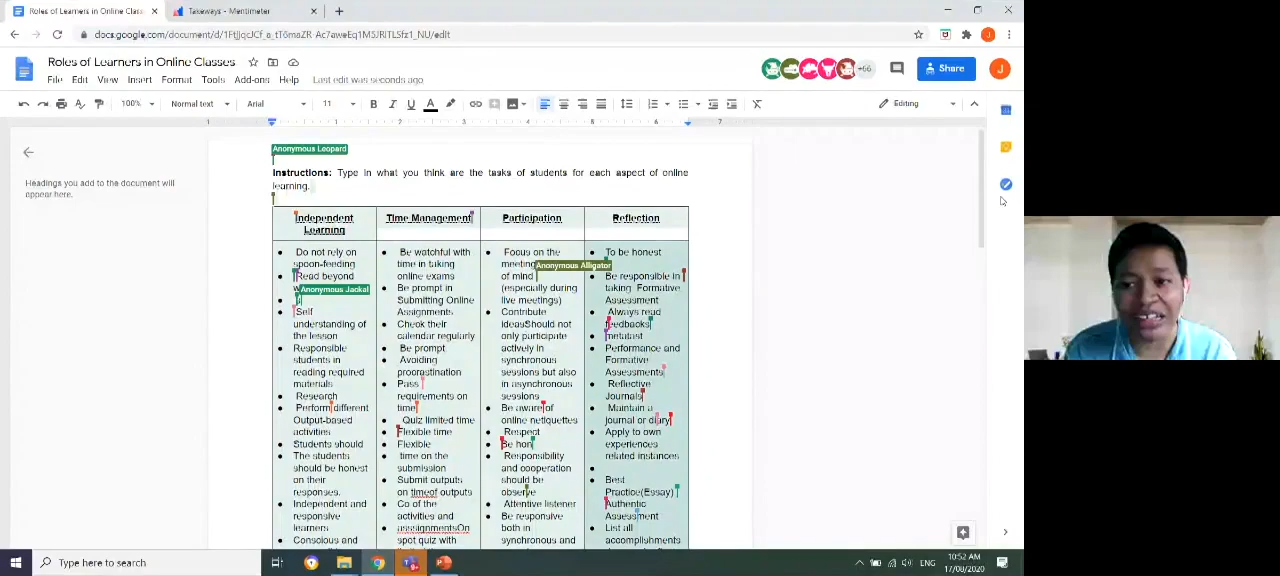 Roles of Learners in Online Class
Takeways - Mentimeter
Roles of Learners in Online Classes
File Edit View Insert Format Tools Add-ons Help Last edit was seconds ago
+66
Share
J
100% Normal text Arial 11
Editing
1 1 2 3 4 5 6 7
Headings you add to the document will
appear here.
Anonymous Leopard
Instructions: Type in what you think are the tasks of students for each aspect of online
learning.
Independent
Learning
Do not rely on
spoon-feeding
Read beyond
Anonymous Jackal
Self
understanding of
the lesson
Responsible
students in
reading required
materials
Research
Perform different
Output-based
activities
Students should
The students
should be honest
on their
responses.
Independent and
responsive
learners
Conscious and
Time Management
Be watchful with
time in taking
online exams
Be prompt in
Submitting Online
Assignments
Check their
calendar regularly
Be prompt
Avoiding
procrastination
Pass
requirements on
time
Quiz limited time
Flexible time
Flexible
time on the
submission
Submit outputs
on timeof outputs
Co of the
activities and
asssignmentsOn
spot quiz with
Participation
Focus on the
meeting
Anonymous Alligator
of mind
(especially during
live meetings)
Contribute
ideasShould not
only participate
actively in
synchronous
sessions but also
in asynchronous
sessions
Be aware of
online netiquettes
Respect
Be hon
Responsibility
and cooperation
should be
observe
Attentive listener
Be responsive
both in
synchronous and
Reflection
To be honest
Be responsible in
taking Formative
Assessment
Always read
feedbacks
metatast
Performance and
Formative
Assessments
Reflective
Journals
Maintain a
journal or diary
Apply to own
experiences
related instances
Best
Practice(Essay)
Authentic
Assessment
List all
accomplishments
Type here to search
ENG
10:52 AM
17/08/2020